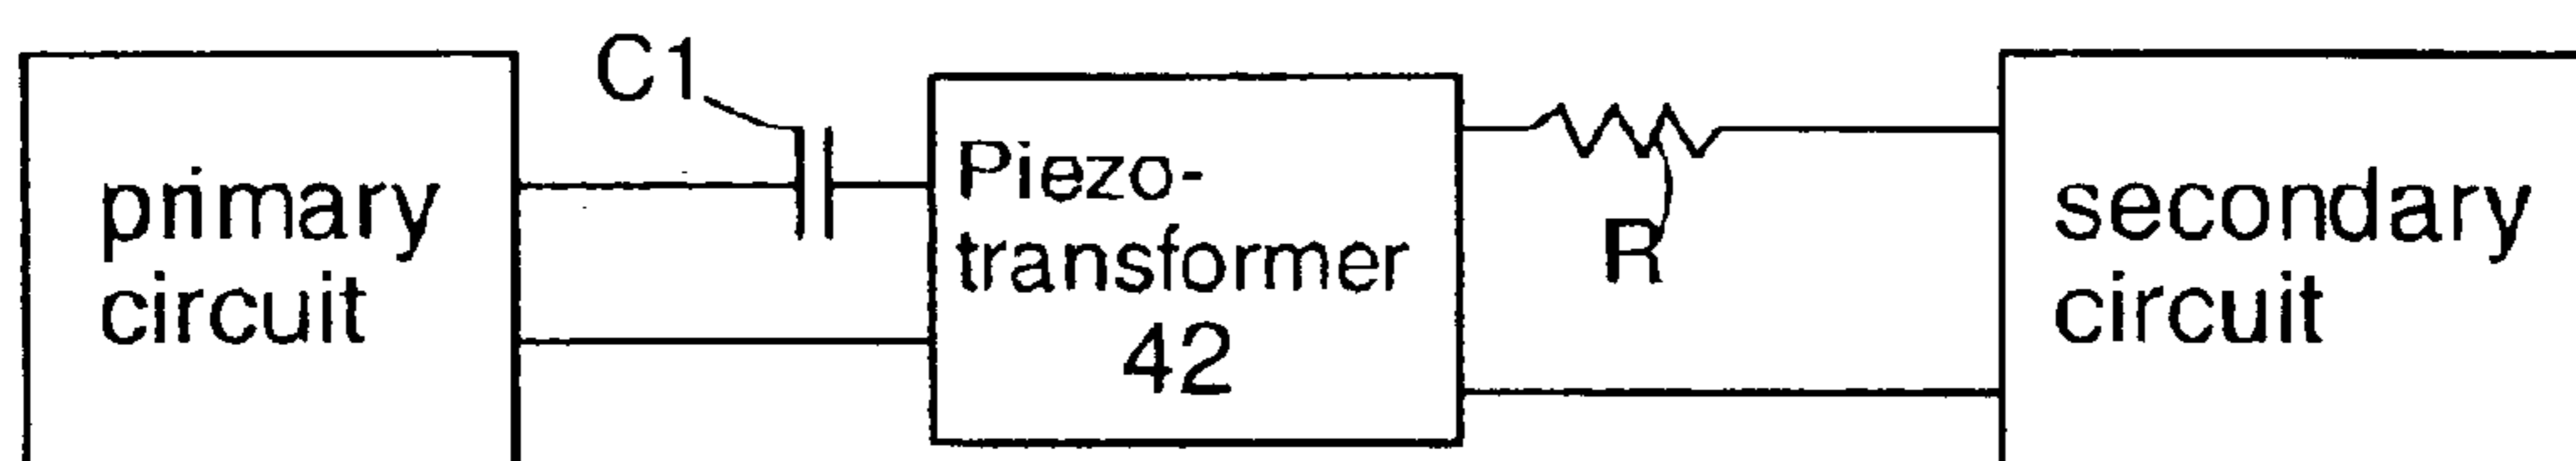 primary
circuit
C1
Piezo-
transformer
42
R
secondary
circuit